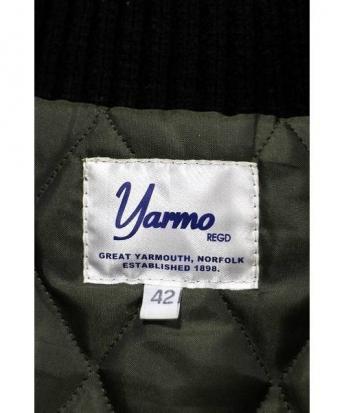 Yarmo
REGD
GREAT YARMOUTH, NORFOLK
ESTABLISHED 1898.
42